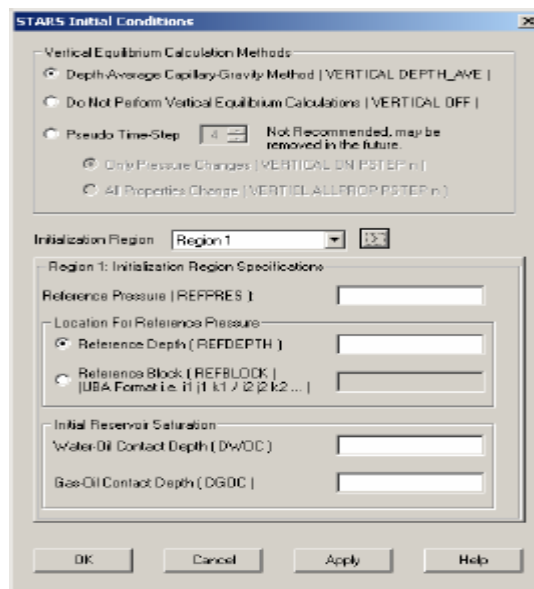 STARS Initial Conditions
Vertical Equilibrium Calculation Methods
Depth-Average Capillary-Gravity Method ( VERTICAL DEPTH_AVE )
Do Not Perform Vertical Equilibrium Calculations ( VERTICAL OFF )
Pseudo Time-Step 4 Not Recommended, may be
removed in the future.
Only Pressure Changes ( VERTICAL ON PSTEP n )
All Properties Change ( VERTICL ALLPROP PSTEP n )
Initialization Region Region 1
Region 1: Initialization Region Specifications
Reference Pressure ( REFPRES ):
Location For Reference Pressure
Reference Depth ( REFDEPTH )
Reference Block ( REFBLOCK )
(UBA Format i.e. i1 j1 k1 / i2 j2 k2 ... )
Initial Reservoir Saturation
Water-Oil Contact Depth ( DWOC )
Gas-Oil Contact Depth ( DGOC )
OK Cancel Apply Help